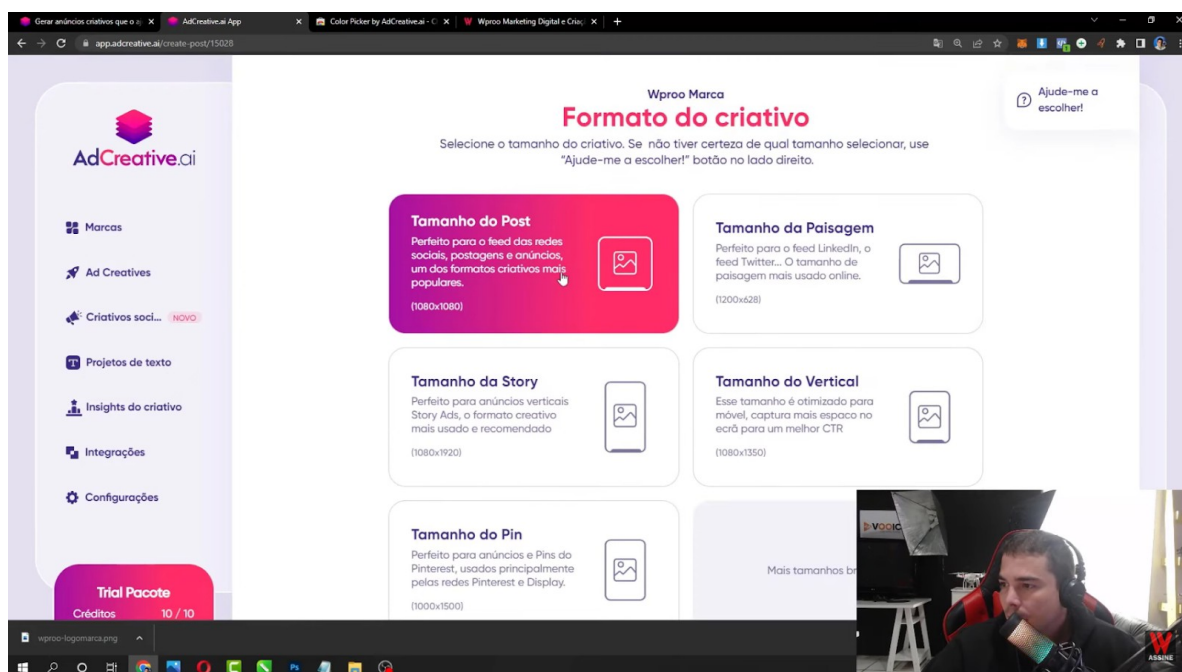 Gerar anúncios criativos que o aj
AdCreative.ai App
Color Picker by AdCreative.ai - O
Wproo Marketing Digital e Criaçã
app.adcreative.ai/create-post/15028
AdCreative.ai
Marcas
Ad Creatives
Criativos soci... NOVO
Projetos de texto
Insights do criativo
Integrações
Configurações
Trial Pacote
Créditos 10 / 10
Wproo Marca
Formato do criativo
Selecione o tamanho do criativo. Se não tiver certeza de qual tamanho selecionar, use
“Ajude-me a escolher!” botão no lado direito.
Ajude-me a
escolher!
Tamanho do Post
Perfeito para o feed das redes
sociais, postagens e anúncios,
um dos formatos criativos mais
populares.
(1080x1080)
Tamanho da Paisagem
Perfeito para o feed LinkedIn, o
feed Twitter... O tamanho de
paisagem mais usado online.
(1200x628)
Tamanho da Story
Perfeito para anúncios verticais
Story Ads, o formato creativo
mais usado e recomendado
(1080x1920)
Tamanho do Vertical
Esse tamanho é otimizado para
móvel, captura mais espaco no
ecrã para um melhor CTR
(1080x1350)
Tamanho do Pin
Perfeito para anúncios e Pins do
Pinterest, usados principalmente
pelas redes Pinterest e Display.
(1000x1500)
Mais tamanhos br
VOOIC
W
ASSINE
wproo-logomarca.png
Ps